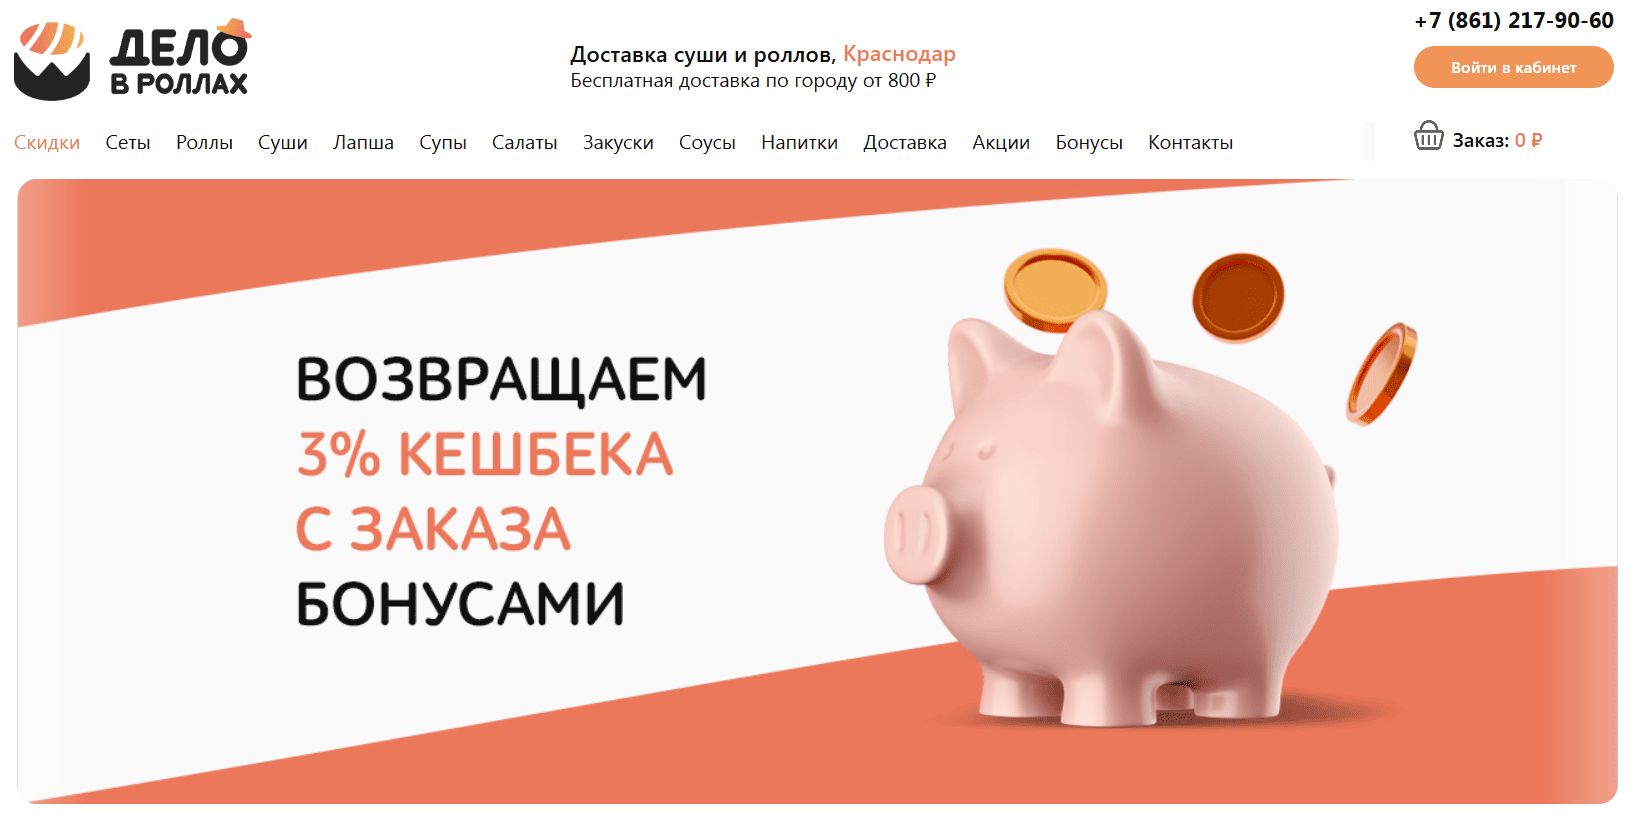 ДЕЛО
В РОЛЛАХ
Доставка суши и роллов, Краснодар
Бесплатная доставка по городу от 800 ₽
+7 (861) 217-90-60
Войти в кабинет
Скидки Сеты Роллы Суши Лапша Супы Салаты Закуски Соусы Напитки Доставка Акции Бонусы Контакты
Заказ: 0 ₽
ВОЗВРАЩАЕМ
3% КЕШБЕКА
С ЗАКАЗА
БОНУСАМИ